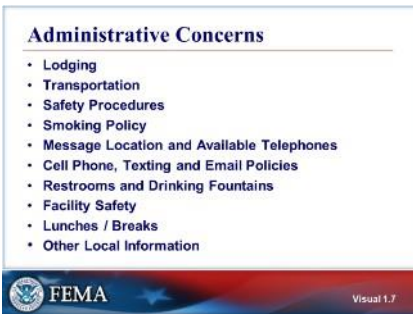 Administrative Concerns
• Lodging
• Transportation
• Safety Procedures
• Smoking Policy
• Message Location and Available Telephones
• Cell Phone, Texting and Email Policies
• Restrooms and Drinking Fountains
• Facility Safety
• Lunches / Breaks
• Other Local Information
FEMA
Visual 1.7